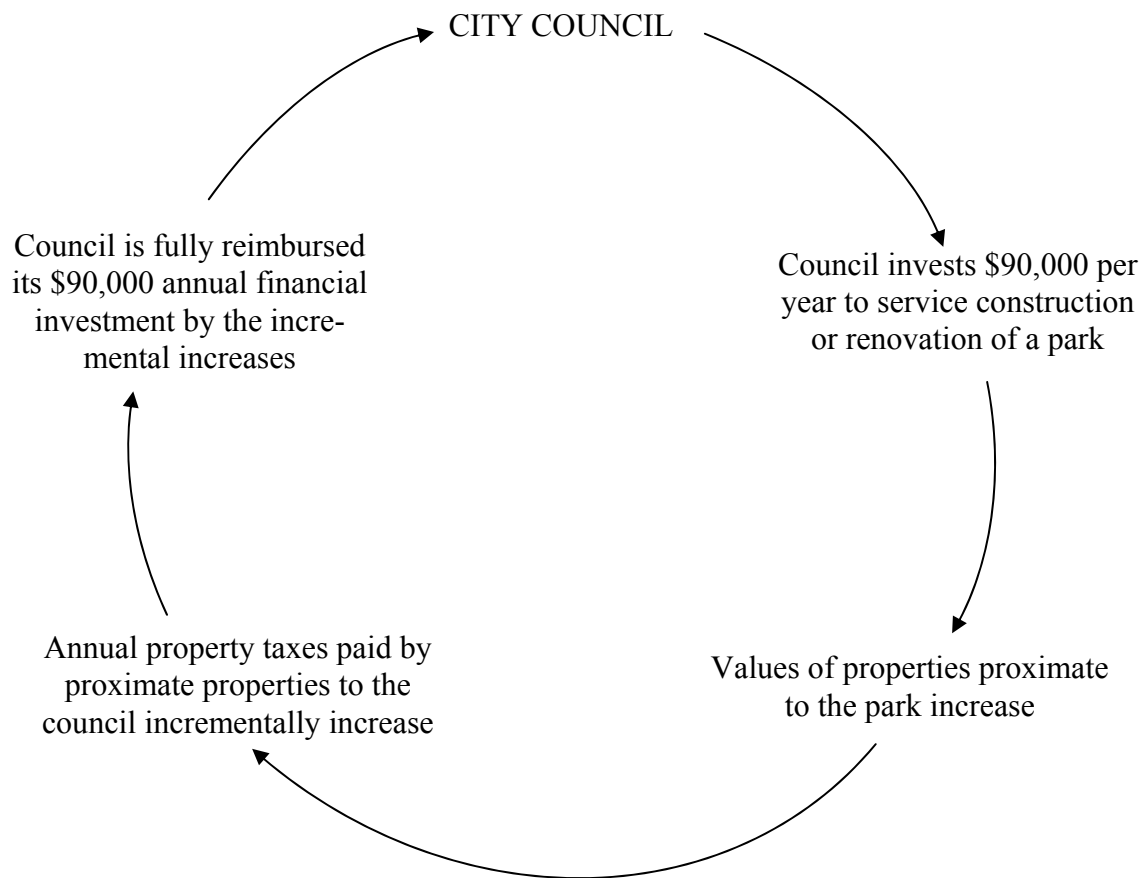 CITY COUNCIL
Council invests $90,000 per
year to service construction
or renovation of a park
Values of properties proximate
to the park increase
Annual property taxes paid by
proximate properties to the
council incrementally increase
Council is fully reimbursed
its $90,000 annual financial
investment by the incre-
mental increases